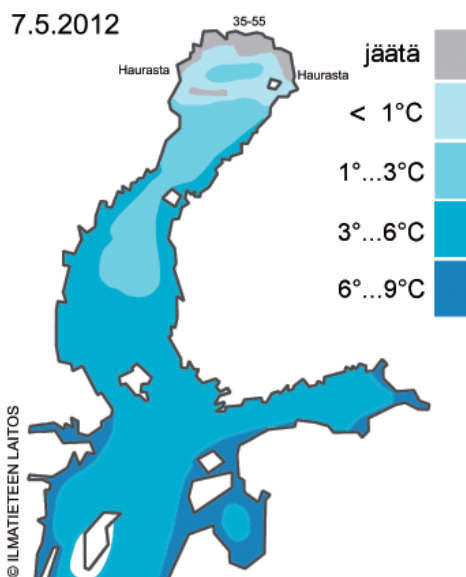 7.5.2012
35-55
Haurasta
Haurasta
jäätä
< 1°C
1°...3°C
3°...6°C
6°...9°C
© ILMATIETEEN LAITOS